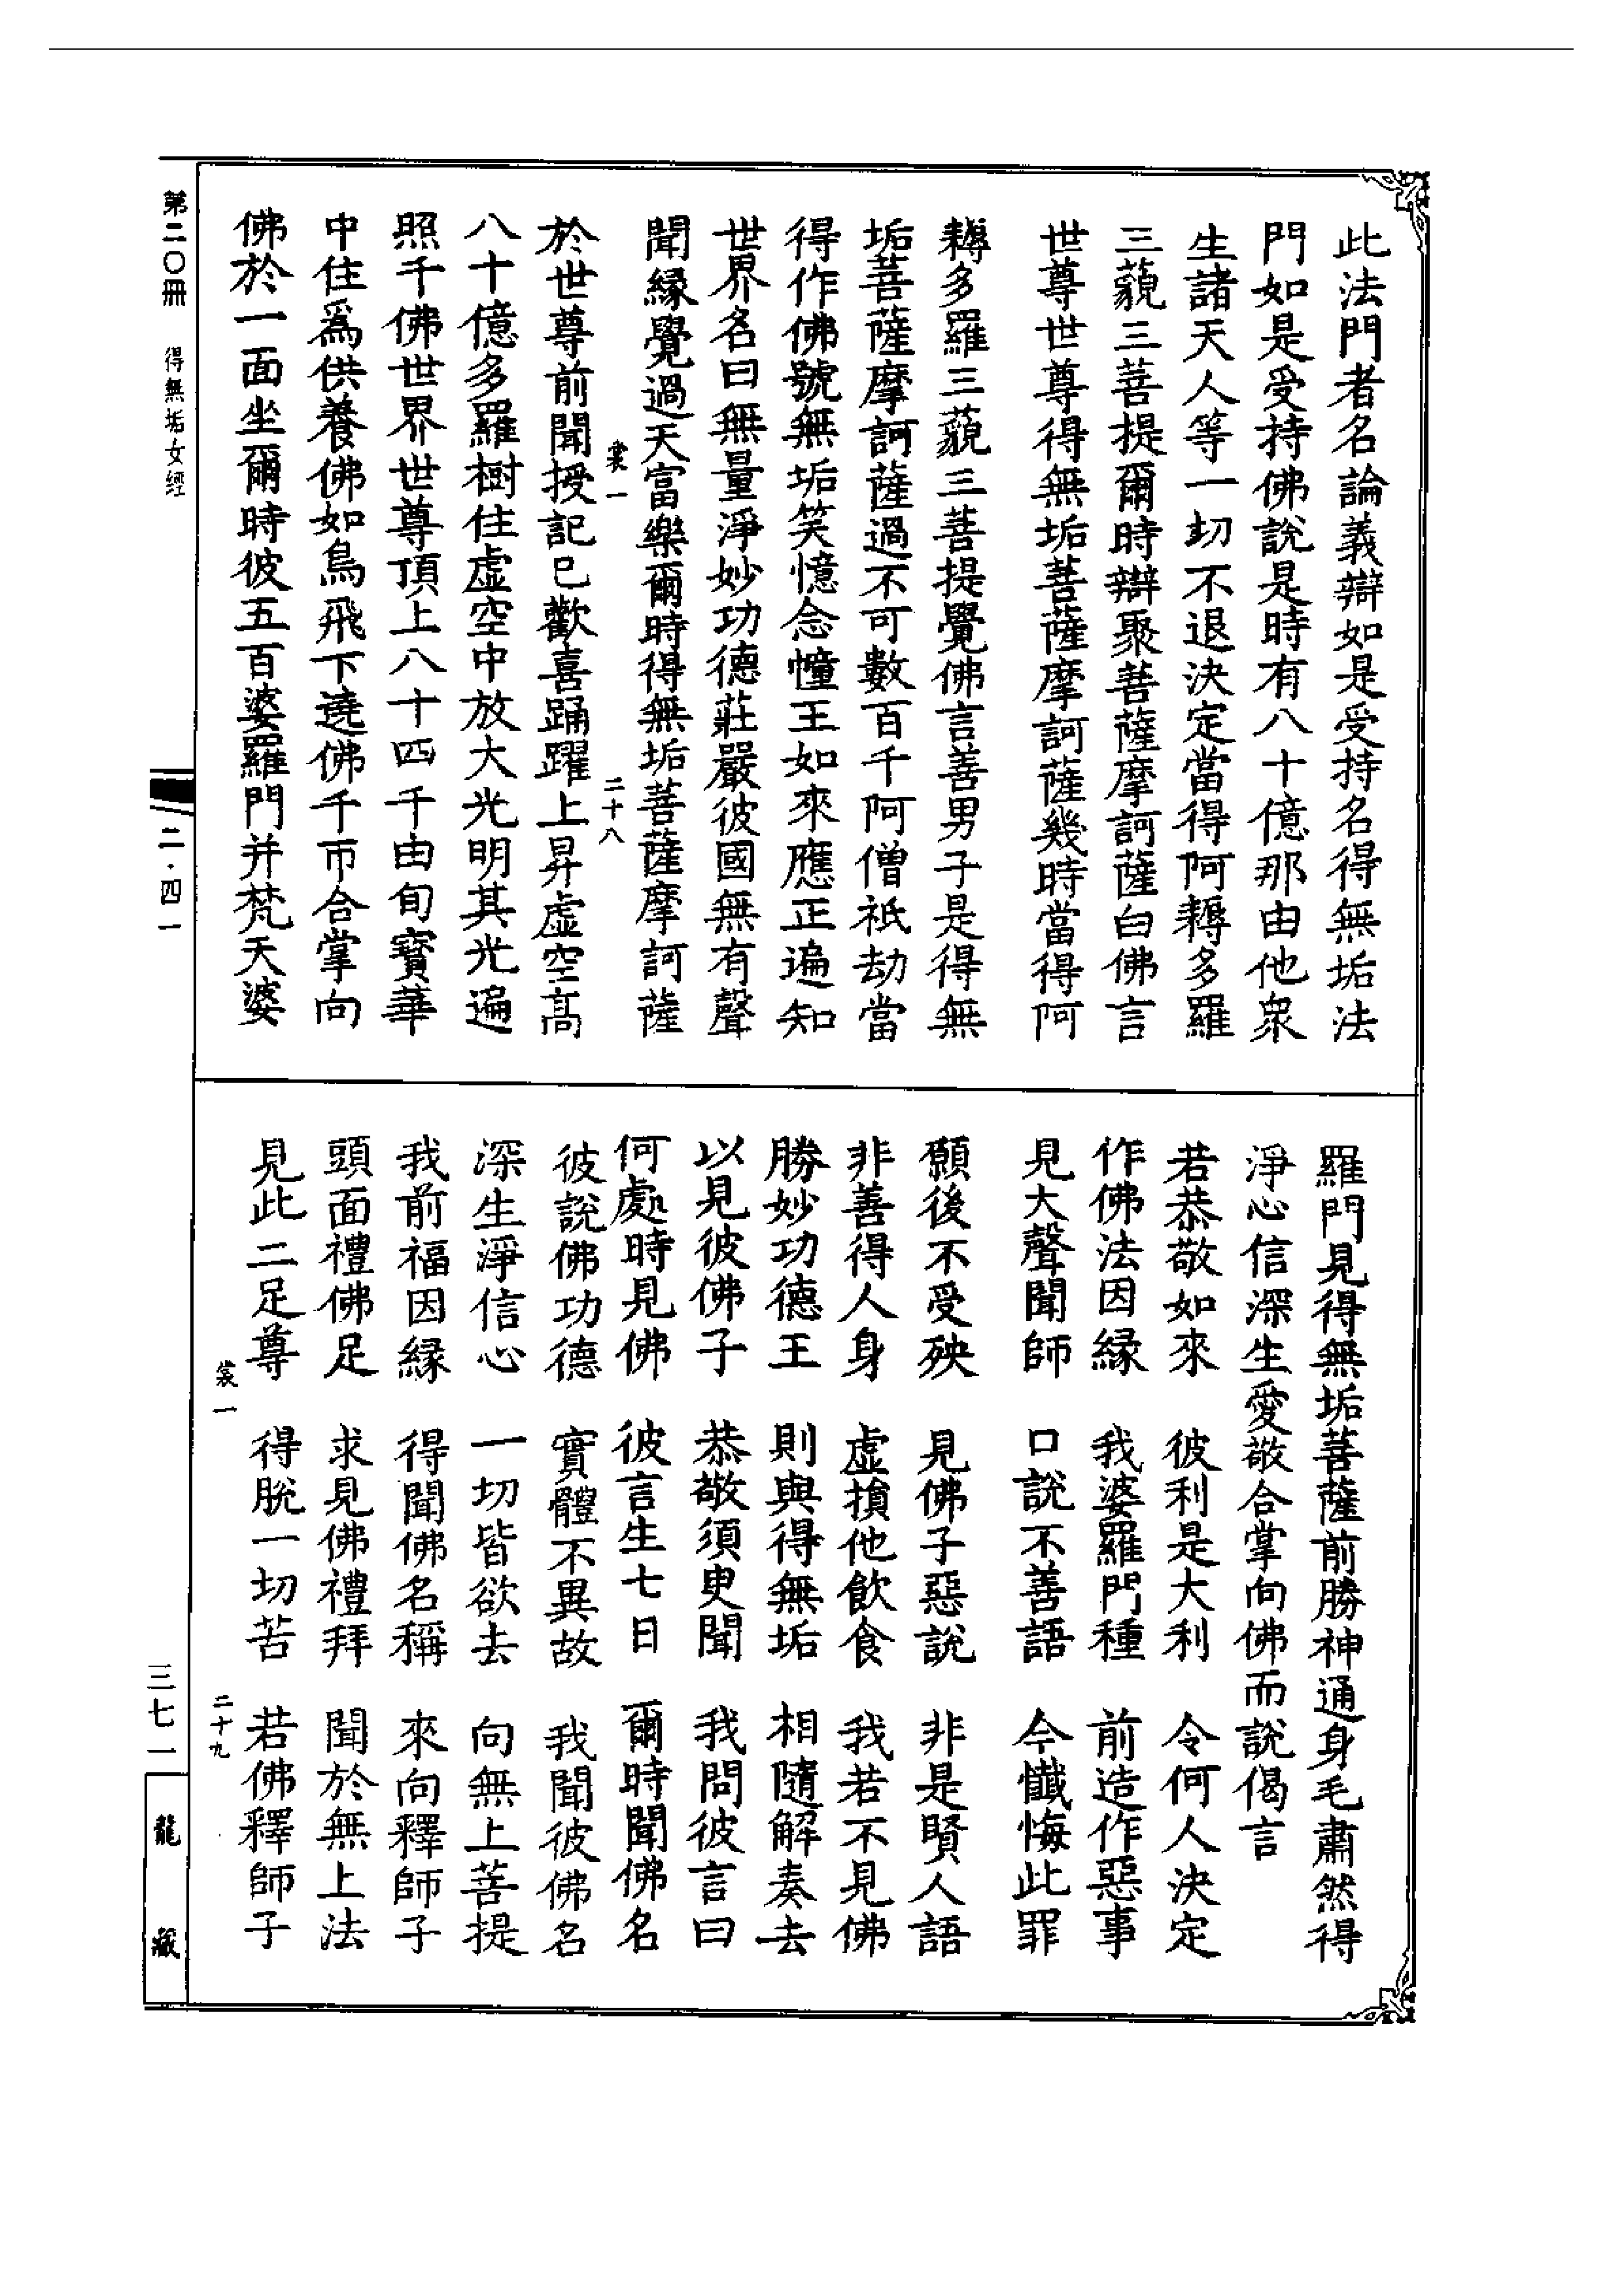 此法門者名論義辯如是受持名得無垢法
門如是受持佛說是時有八十億那由他衆
生諸天人等一切不退決定當得阿耨多羅
三藐三菩提爾時辯聚菩薩摩訶薩白佛言
世尊世尊得無垢菩薩摩訶薩幾時當得阿
耨多羅三藐三菩提覺佛言善男子是得無
垢菩薩摩訶薩過不可數百千阿僧祇劫當
得作佛號無垢笑憶念幢王如來應正遍知
世界名曰無量淨妙功德莊嚴彼國無有聲
聞緣覺過天富樂爾時得無垢菩薩摩訶薩
裳一 二十八
於世尊前聞授記已歡喜踊躍上昇虛空高
八十億多羅樹住虛空中放大光明其光遍
照千佛世界世尊頂上八十四千由旬寶華
中住爲供養佛如鳥飛下遶佛千帀合掌向
佛於一面坐爾時彼五百婆羅門并梵天婆
羅門見得無垢菩薩前勝神通身毛肅然得
淨心信深生愛敬合掌向佛而說偈言
若恭敬如來 彼利是大利 令何人決定
作佛法因緣 我婆羅門種 前造作惡事
見大聲聞師 口說不善語 今懺悔此罪
願後不受殃 見佛子惡說 非是賢人語
非善得人身 虛損他飲食 我若不見佛
勝妙功德王 則與得無垢 相隨解奏去
以見彼佛子 恭敬須臾聞 我問彼言曰
何處時見佛 彼言生七日 爾時聞佛名
彼說佛功德 實體不異故 我聞彼佛名
深生淨信心 一切皆欲去 向無上菩提
我前福因緣 得聞佛名稱 來向釋師子
頭面禮佛足 求見佛禮拜 聞於無上法
見此二足尊 得脫一切苦 若佛釋師子
裳一 二十九
第二〇冊 得無垢女經
二·四一
三七一
龍藏